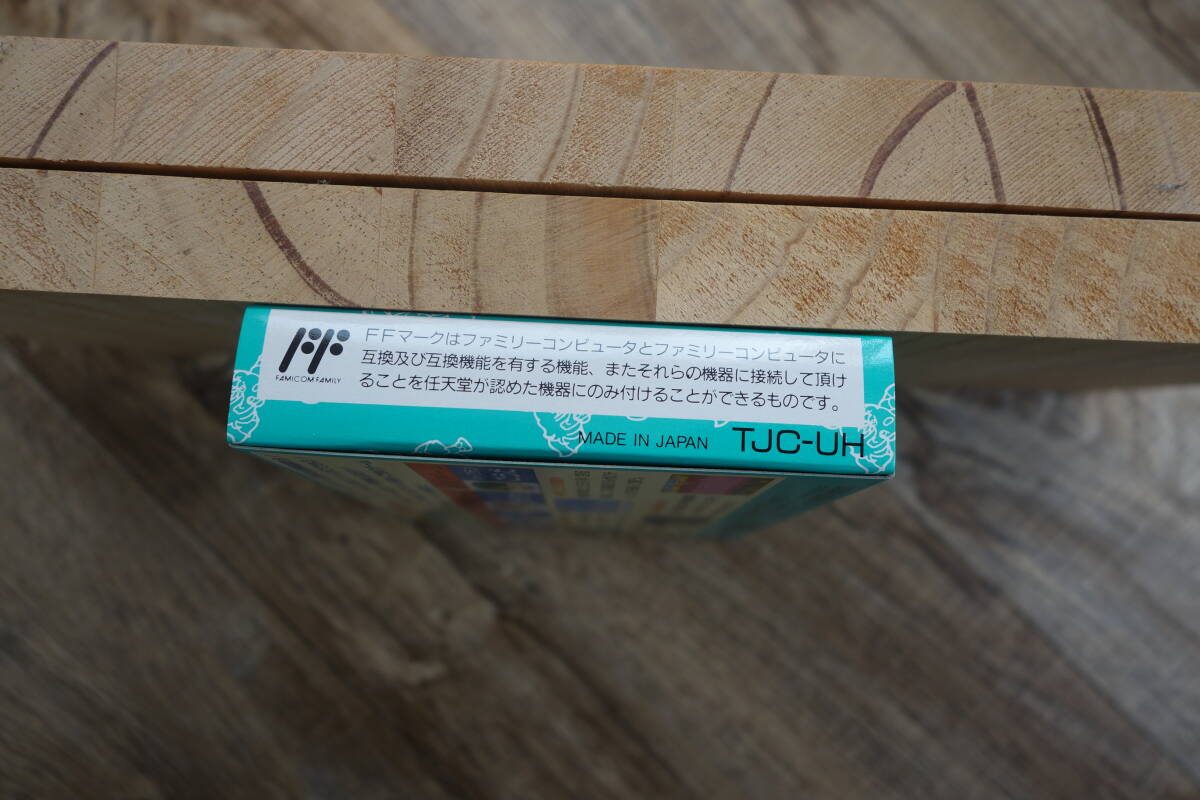 FFマークはファミリーコンピュータとファミリーコンピュータに
互換及び互換機能を有する機能、またそれらの機器に接続して頂け
ることを任天堂が認めた機器にのみ付けることができるものです。
FAMICOM FAMILY
MADE IN JAPAN TJC-UH